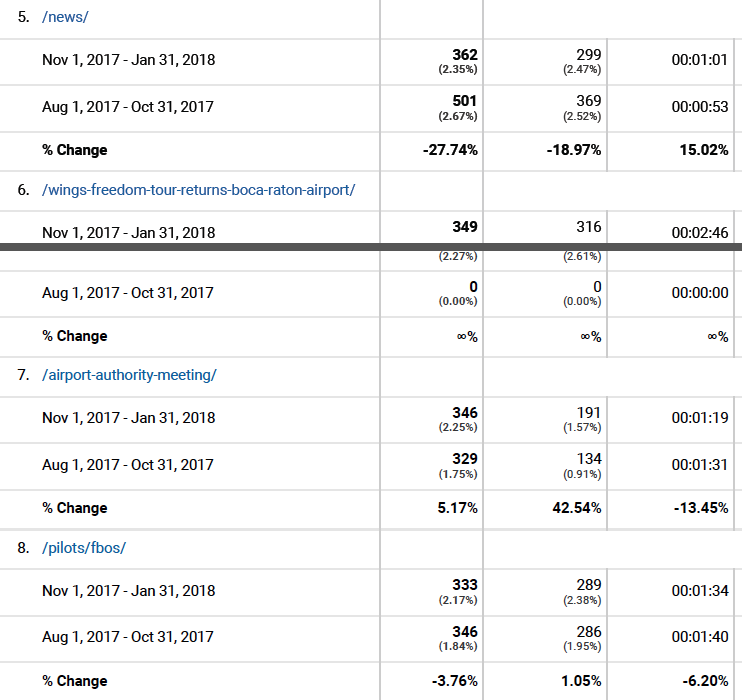 5. /news/
Nov 1, 2017 - Jan 31, 2018 362 (2.35%) 299 (2.47%) 00:01:01
Aug 1, 2017 - Oct 31, 2017 501 (2.67%) 369 (2.52%) 00:00:53
% Change -27.74% -18.97% 15.02%
6. /wings-freedom-tour-returns-boca-raton-airport/
Nov 1, 2017 - Jan 31, 2018 349 316 00:02:46
(2.27%) (2.61%)
Aug 1, 2017 - Oct 31, 2017 0 (0.00%) 0 (0.00%) 00:00:00
% Change ∞% ∞% ∞%
7. /airport-authority-meeting/
Nov 1, 2017 - Jan 31, 2018 346 (2.25%) 191 (1.57%) 00:01:19
Aug 1, 2017 - Oct 31, 2017 329 (1.75%) 134 (0.91%) 00:01:31
% Change 5.17% 42.54% -13.45%
8. /pilots/fbos/
Nov 1, 2017 - Jan 31, 2018 333 (2.17%) 289 (2.38%) 00:01:34
Aug 1, 2017 - Oct 31, 2017 346 (1.84%) 286 (1.95%) 00:01:40
% Change -3.76% 1.05% -6.20%